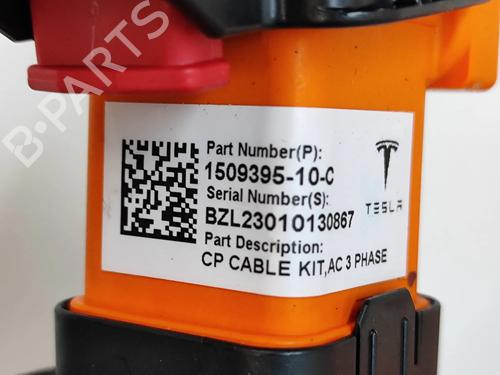 B-PARTS
Part Number(P):
1509395-10-C
Serial Number(S):
BZL23010130867
TESLA
Part Description:
CP CABLE KIT,AC 3 PHASE